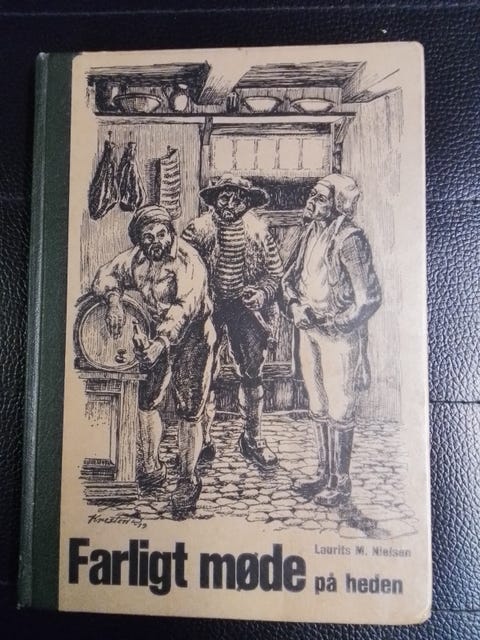 Laurits M. Nielsen
Farligt møde på heden